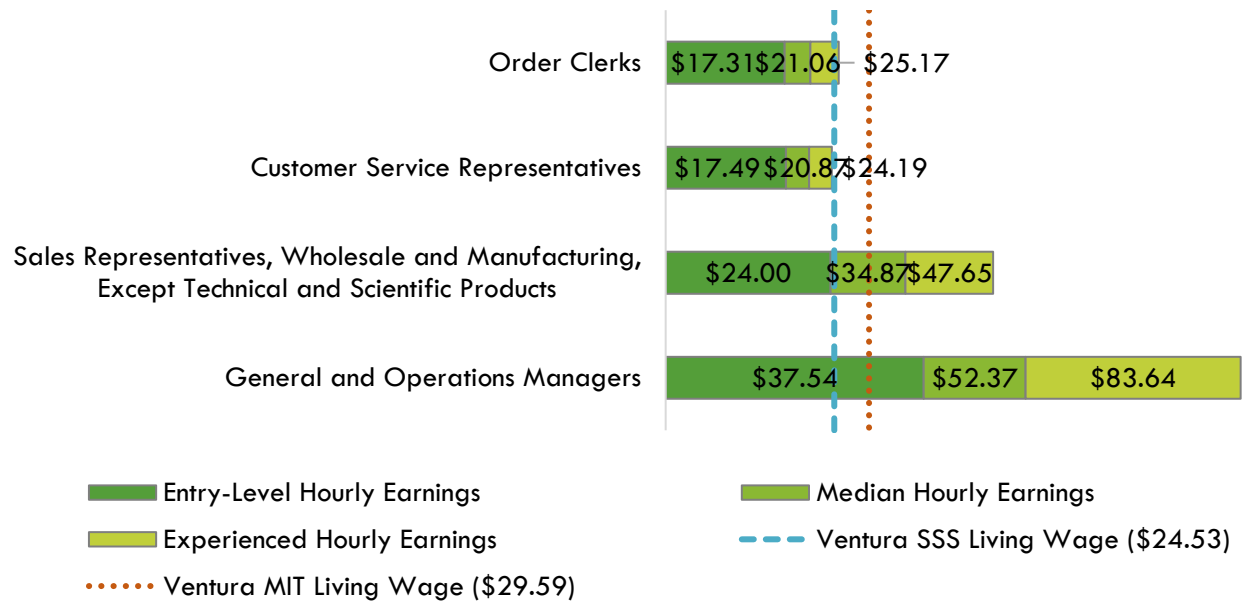 Order Clerks $17.31 $21.06 $25.17
Customer Service Representatives $17.49 $20.87 $24.19
Sales Representatives, Wholesale and Manufacturing,
Except Technical and Scientific Products
$24.00 $34.87 $47.65
General and Operations Managers $37.54 $52.37 $83.64
Entry-Level Hourly Earnings
Median Hourly Earnings
Experienced Hourly Earnings
Ventura SSS Living Wage ($24.53)
Ventura MIT Living Wage ($29.59)